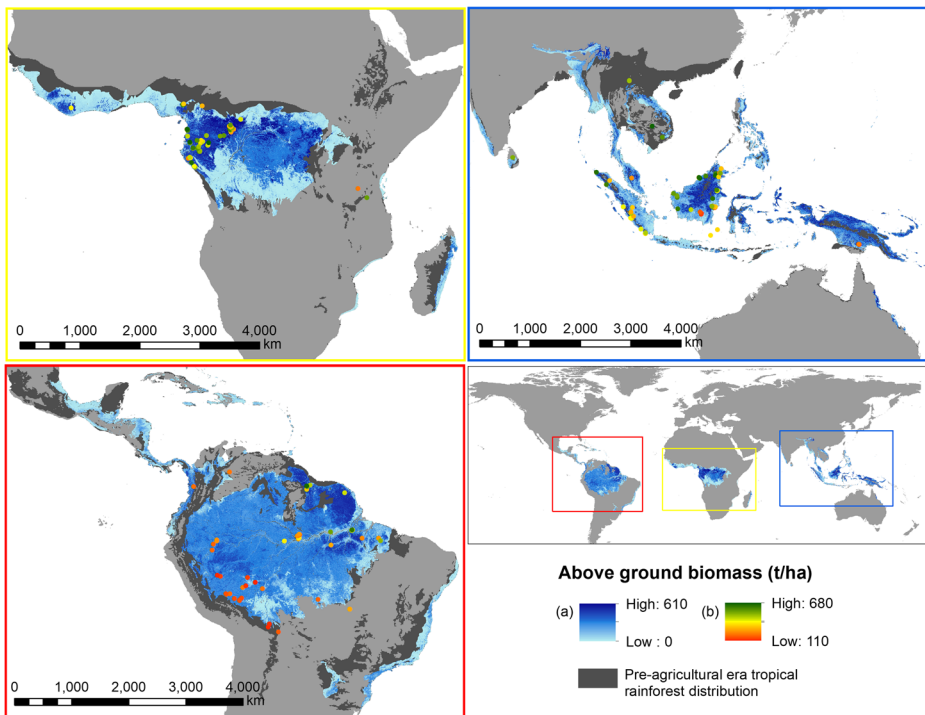 0 1,000 2,000 3,000 4,000
km
0 1,000 2,000 3,000 4,000
km
0 1,000 2,000 3,000 4,000
km
Above ground biomass (t/ha)
(a) High: 610 (b) High: 680
Low : 0 Low: 110
Pre-agricultural era tropical
rainforest distribution